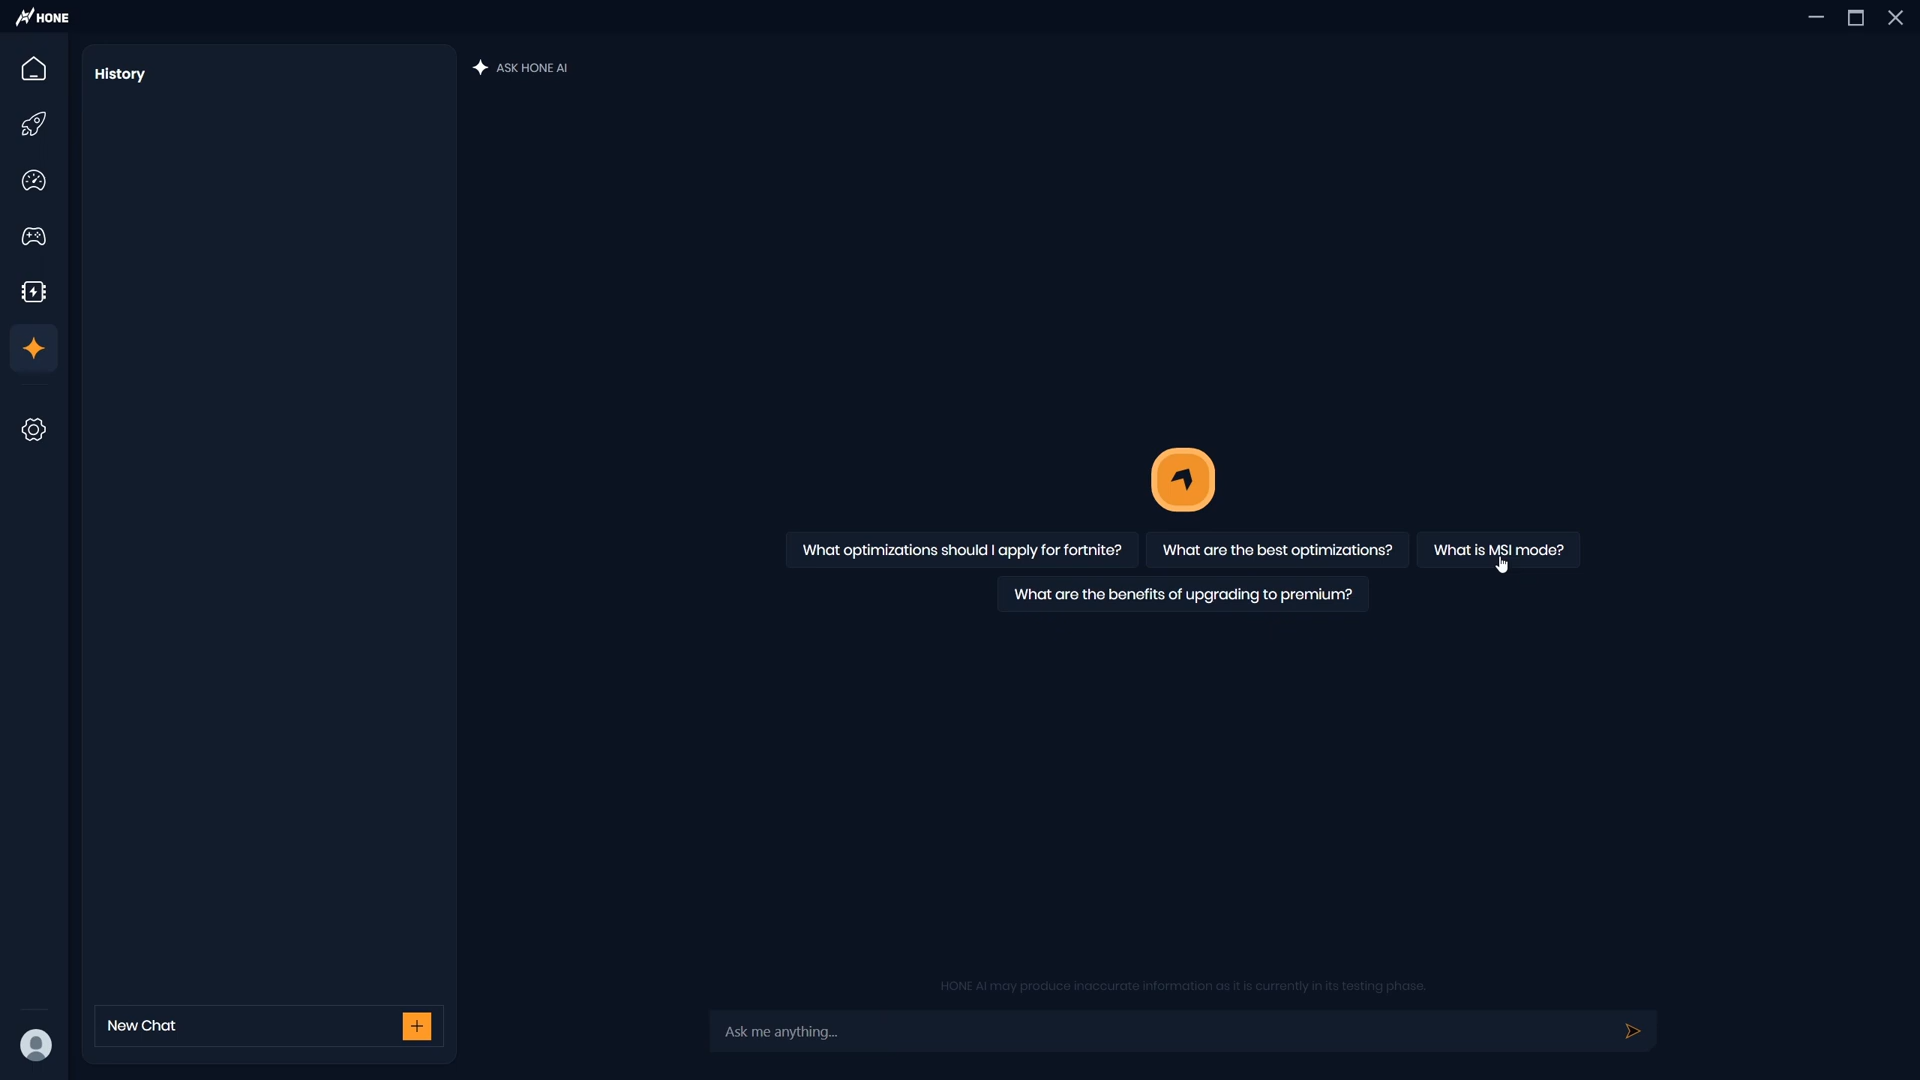 HONE
History
ASK HONE AI
What optimizations should I apply for fortnite?
What are the best optimizations?
What is MSI mode?
What are the benefits of upgrading to premium?
HONE AI may produce inaccurate information as it is currently in its testing phase.
New Chat
Ask me anything...